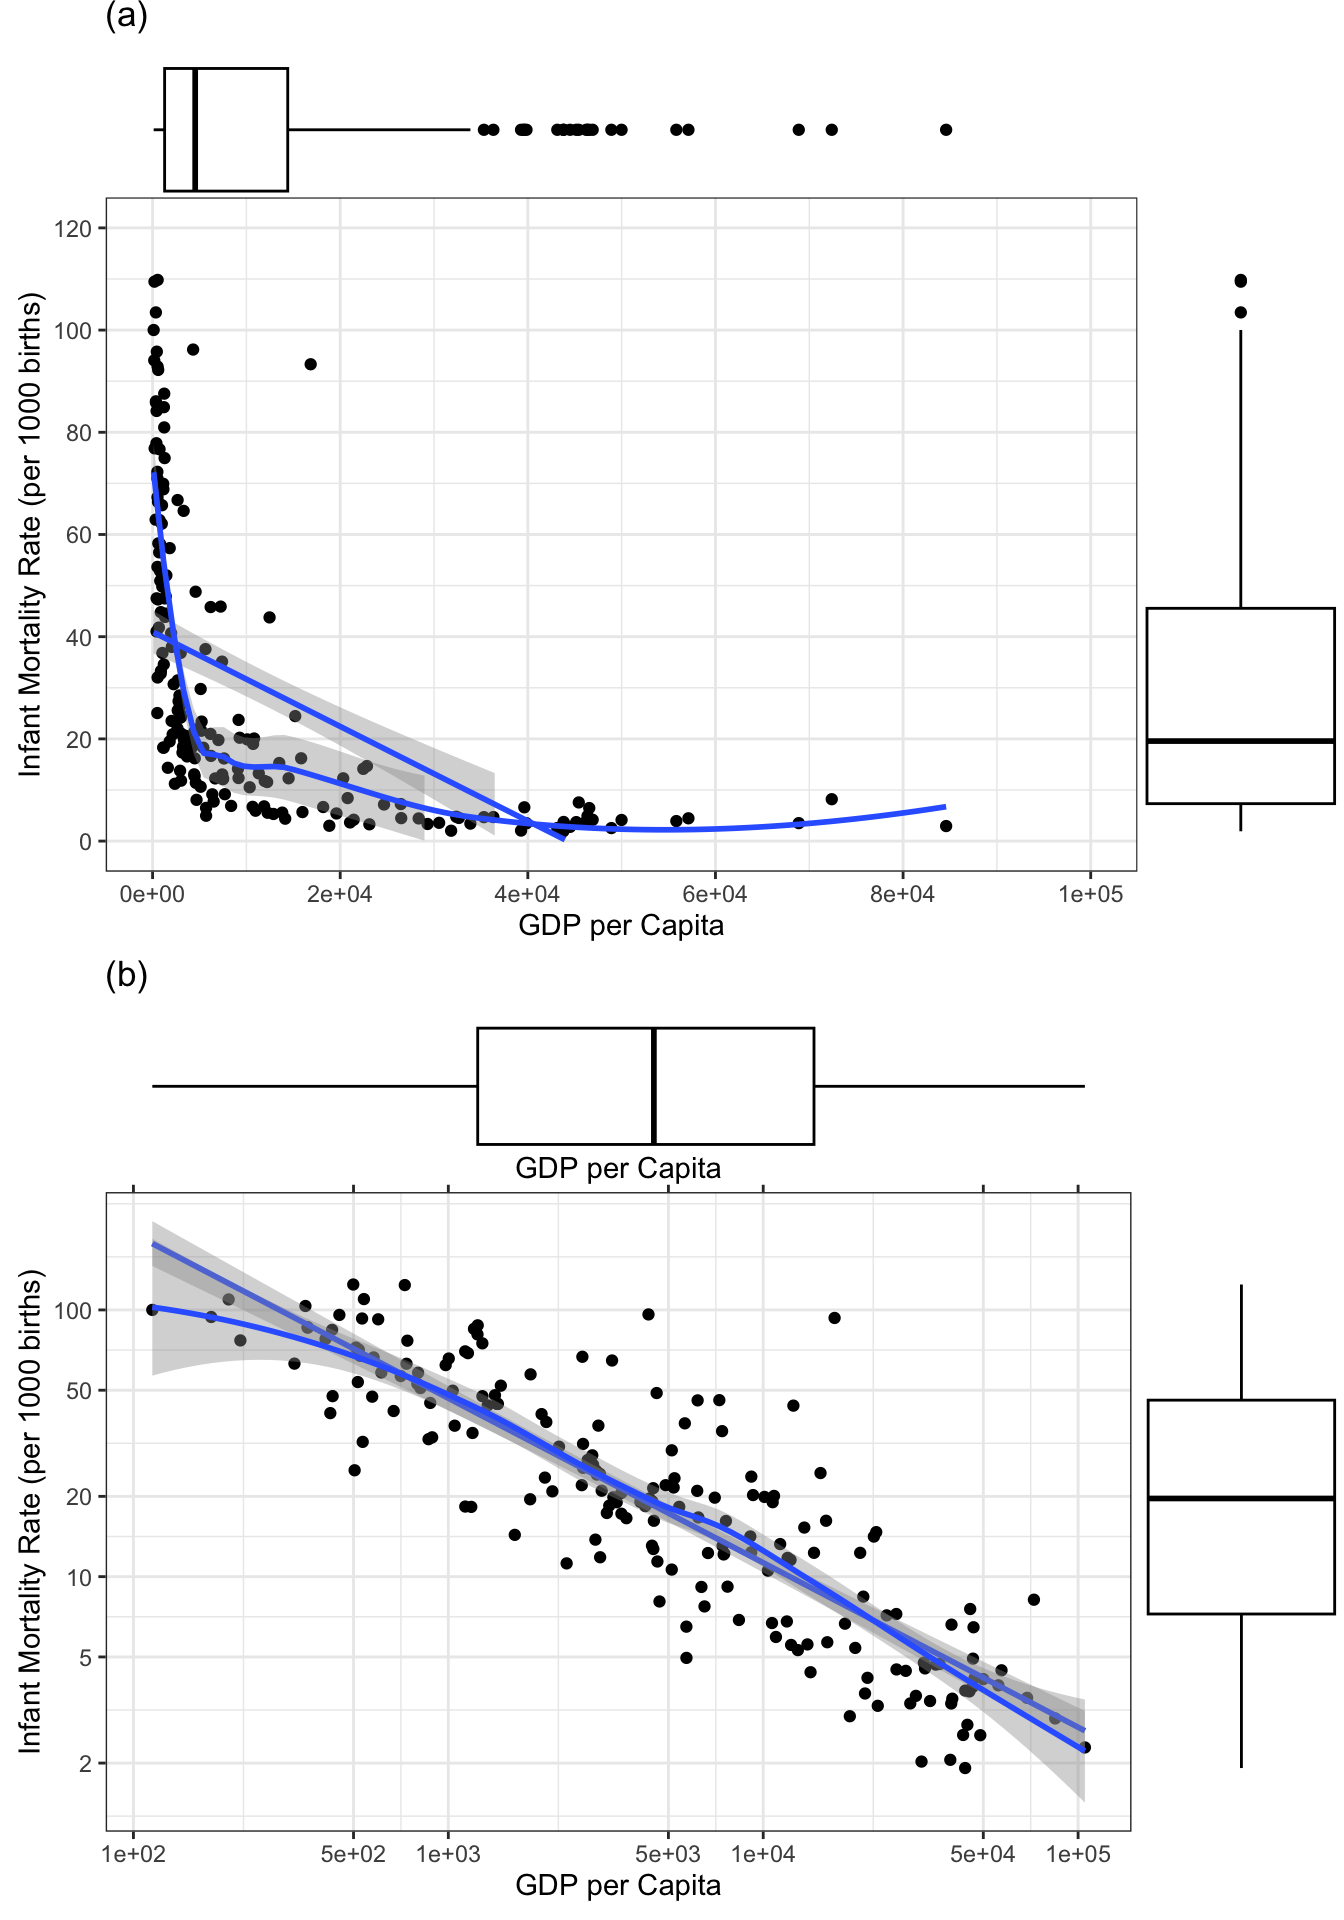 (a)
Infant Mortality Rate (per 1000 births)
120
100
80
60
40
20
0
0e+00 2e+04 4e+04 6e+04 8e+04 1e+05
GDP per Capita
(b)
GDP per Capita
Infant Mortality Rate (per 1000 births)
100
50
20
10
5
2
1e+02 5e+02 1e+03 5e+03 1e+04 5e+04 1e+05
GDP per Capita